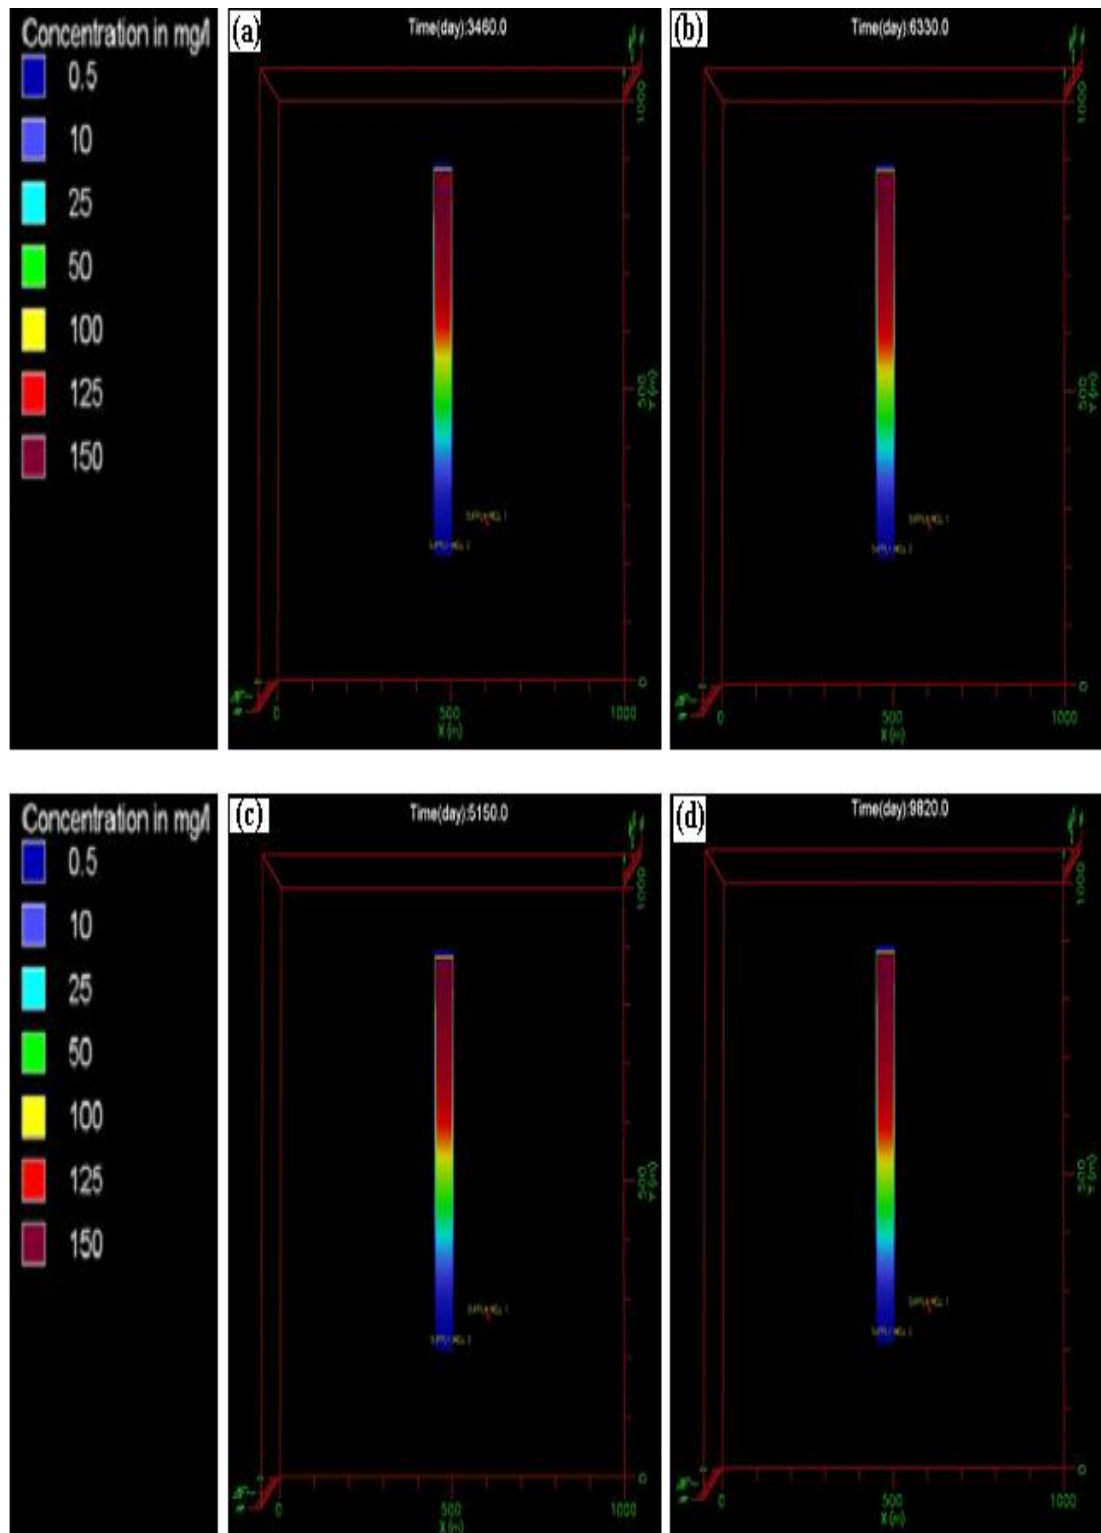 Concentration in mg/l
0.5
10
25
50
100
125
150
(a)
Time(day):3460.0
1000
500
Y (m)
0
0
500
1000
X (m)
(b)
Time(day):6330.0
1000
500
Y (m)
0
0
500
1000
X (m)
Concentration in mg/l
0.5
10
25
50
100
125
150
(c)
Time(day):5150.0
1000
500
Y (m)
0
0
500
1000
X (m)
(d)
Time(day):9820.0
1000
500
Y (m)
0
0
500
1000
X (m)